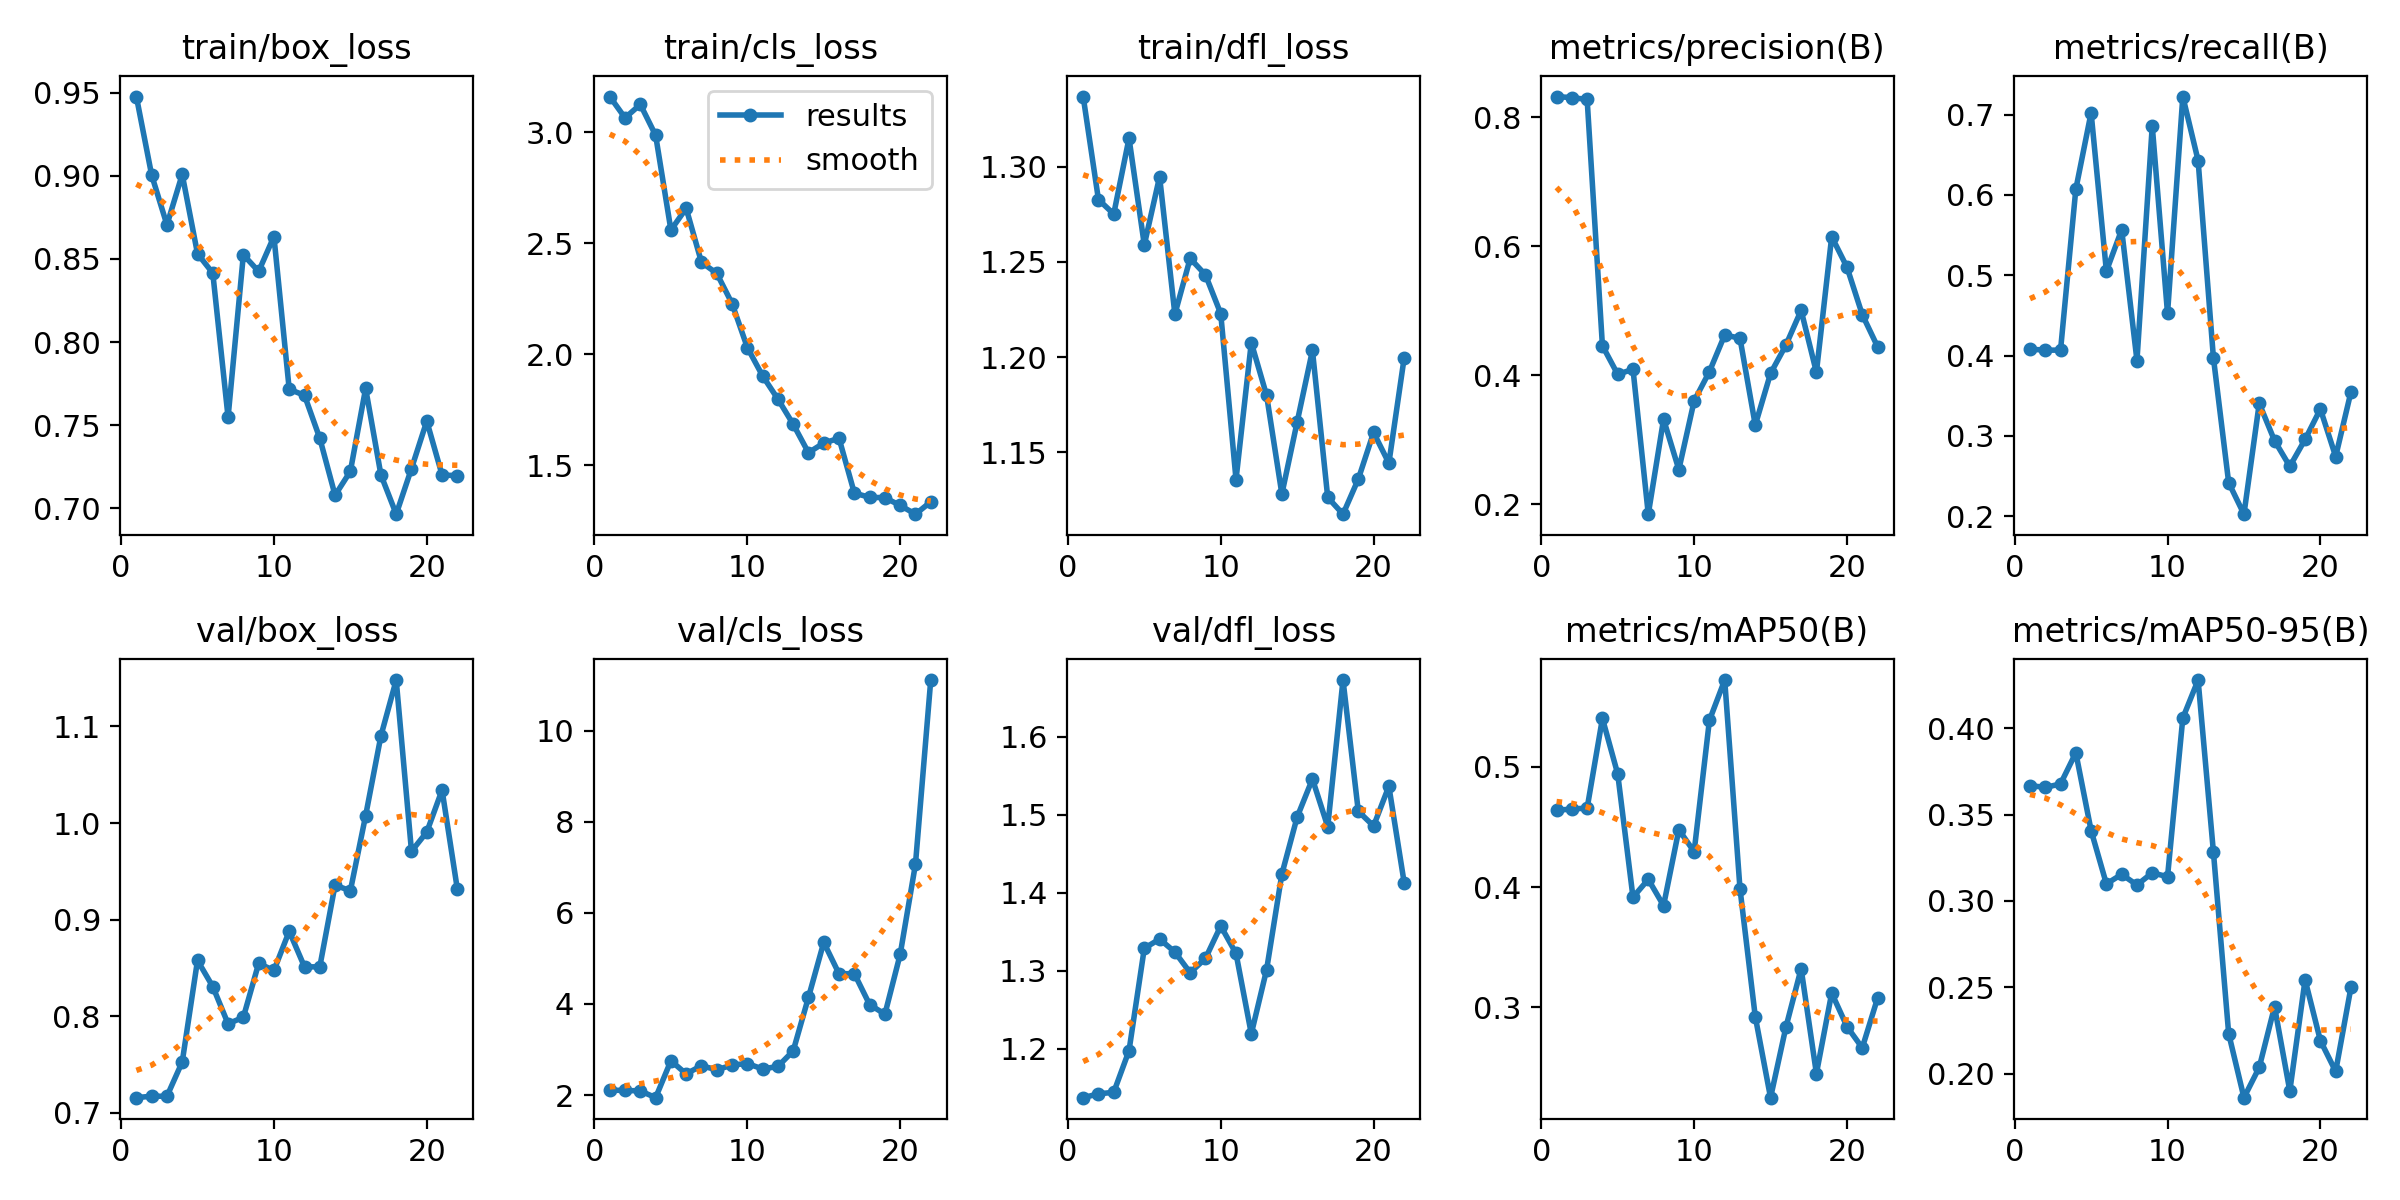 train/box_loss
0.95
0.90
0.85
0.80
0.75
0.70
0 10 20
train/cls_loss
results
smooth
3.0
2.5
2.0
1.5
0 10 20
train/dfl_loss
1.30
1.25
1.20
1.15
0 10 20
metrics/precision(B)
0.8
0.6
0.4
0.2
0 10 20
metrics/recall(B)
0.7
0.6
0.5
0.4
0.3
0.2
0 10 20
val/box_loss
1.1
1.0
0.9
0.8
0.7
0 10 20
val/cls_loss
10
8
6
4
2
0 10 20
val/dfl_loss
1.6
1.5
1.4
1.3
1.2
0 10 20
metrics/mAP50(B)
0.5
0.4
0.3
0 10 20
metrics/mAP50-95(B)
0.40
0.35
0.30
0.25
0.20
0 10 20